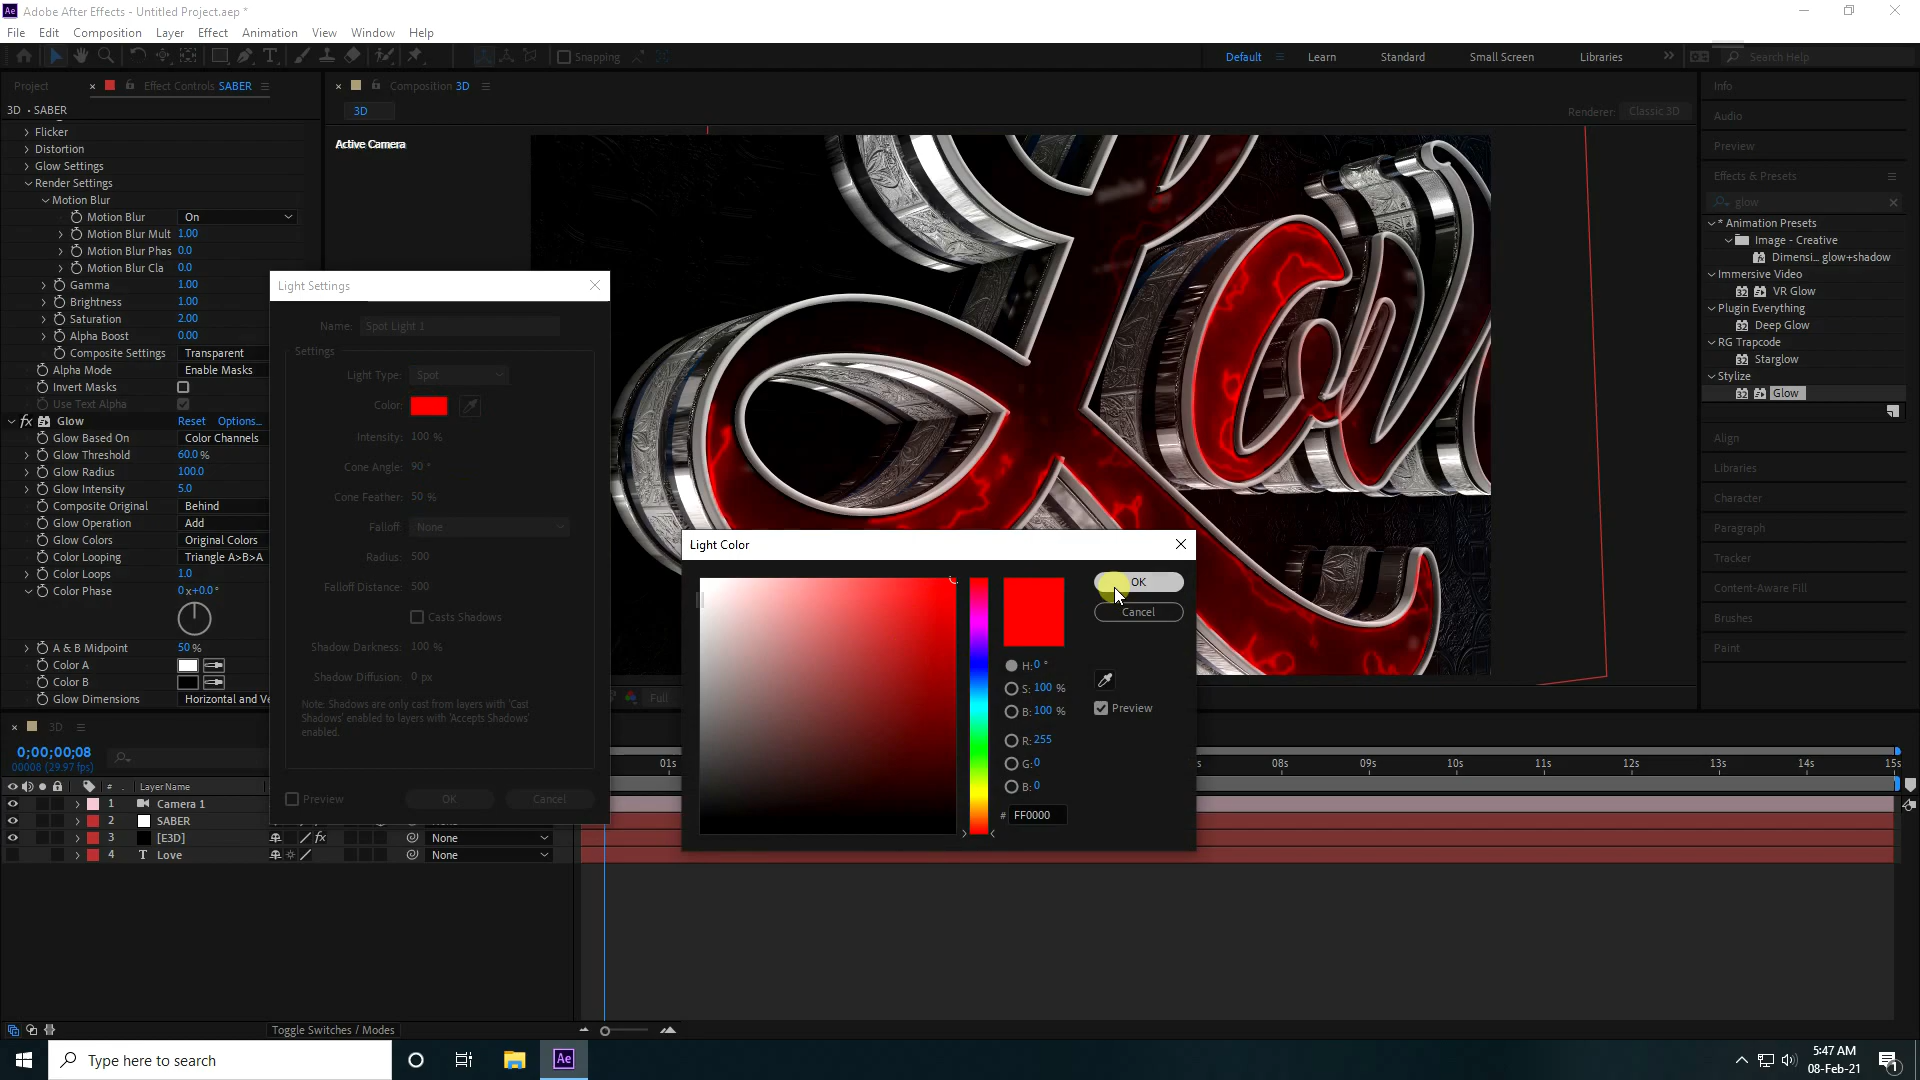 Adobe After Effects - Untitled Project.aep *
File Edit Composition Layer Effect Animation View Window Help
Snapping Default Learn Standard Small Screen Libraries Search Help
Project Effect Controls SABER
3D • SABER
Flicker
Distortion
Glow Settings
Render Settings
Motion Blur
Motion Blur On
Motion Blur Mult 1.00
Motion Blur Phas 0.0
Motion Blur Cla 0.0
Gamma 1.00
Brightness 1.00
Saturation 2.00
Alpha Boost 0.00
Composite Settings Transparent
Alpha Mode Enable Masks
Invert Masks
Use Text Alpha
fx Glow Reset Options...
Glow Based On Color Channels
Glow Threshold 60.0 %
Glow Radius 100.0
Glow Intensity 5.0
Composite Original Behind
Glow Operation Add
Glow Colors Original Colors
Color Looping Triangle A>B>A
Color Loops 1.0
Color Phase 0x+0.0°
A & B Midpoint 50 %
Color A
Color B
Glow Dimensions Horizontal and Ve
Composition 3D
3D
Renderer: Classic 3D
Active Camera
Full
Light Settings
Name: Spot Light 1
Settings
Light Type: Spot
Color:
Intensity: 100 %
Cone Angle: 90 °
Cone Feather: 50 %
Falloff: None
Radius: 500
Falloff Distance: 500
Casts Shadows
Shadow Darkness: 100 %
Shadow Diffusion: 0 px
Note: Shadows are only cast from layers with 'Cast
Shadows' enabled to layers with 'Accepts Shadows'
enabled.
Preview OK Cancel
Light Color
OK
Cancel
H: 0 °
S: 100 %
B: 100 %
R: 255
G: 0
B: 0
# FF0000
Preview
Info
Audio
Preview
Effects & Presets
glow
* Animation Presets
Image - Creative
Dimensi... glow+shadow
Immersive Video
VR Glow
Plugin Everything
Deep Glow
RG Trapcode
Starglow
Stylize
Glow
Align
Libraries
Character
Paragraph
Tracker
Content-Aware Fill
Brushes
Paint
3D
0;00;00;08
00008 (29.97 fps)
# Layer Name
1 Camera 1
2 SABER
3 [E3D] fx None
4 T Love None
01s 08s 09s 10s 11s 12s 13s 14s 15s
Toggle Switches / Modes
Type here to search
Ae
5:47 AM
08-Feb-21
1